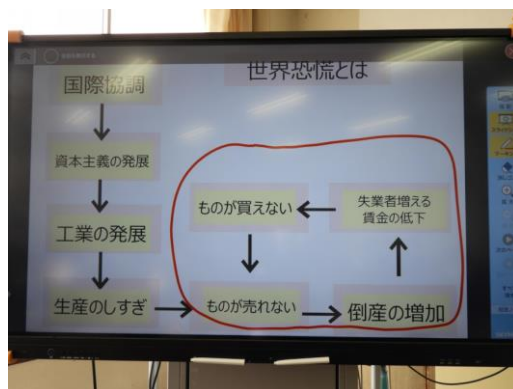 世界恐慌とは
国際協調
資本主義の発展
工業の発展
生産のしすぎ
ものが買えない
失業者増える
賃金の低下
ものが売れない
倒産の増加